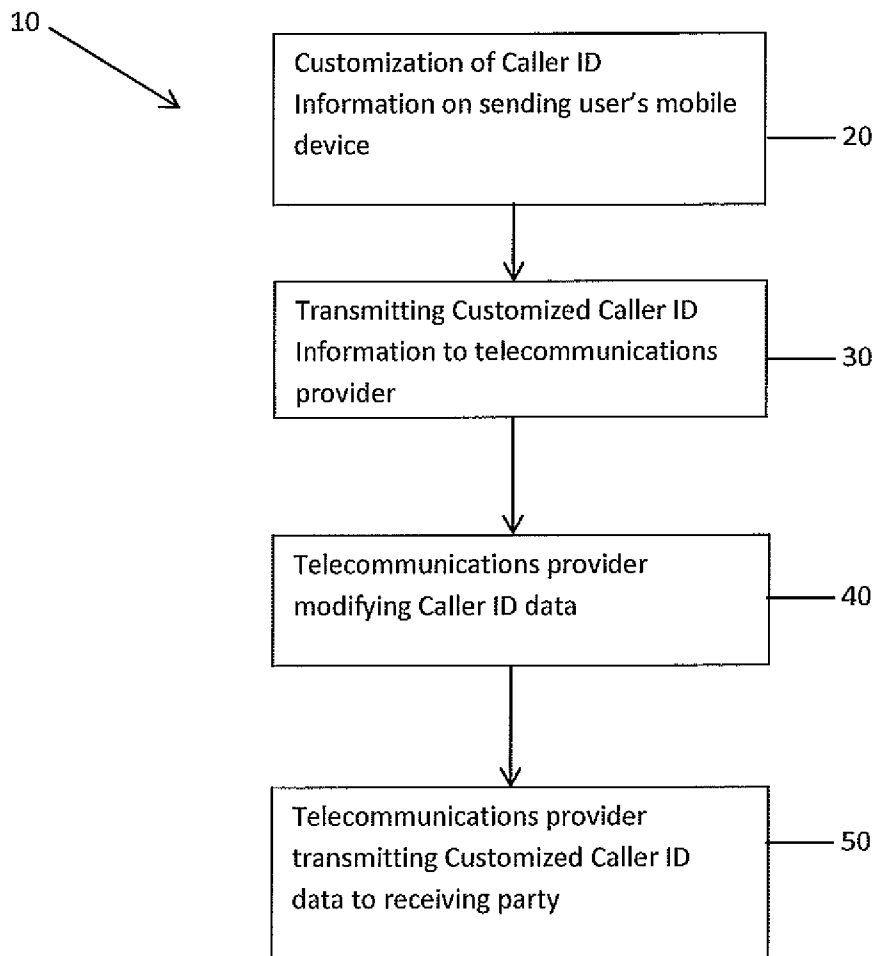 10
Customization of Caller ID
Information on sending user's mobile
device
20
Transmitting Customized Caller ID
Information to telecommunications
provider
30
Telecommunications provider
modifying Caller ID data
40
Telecommunications provider
transmitting Customized Caller ID
data to receiving party
50